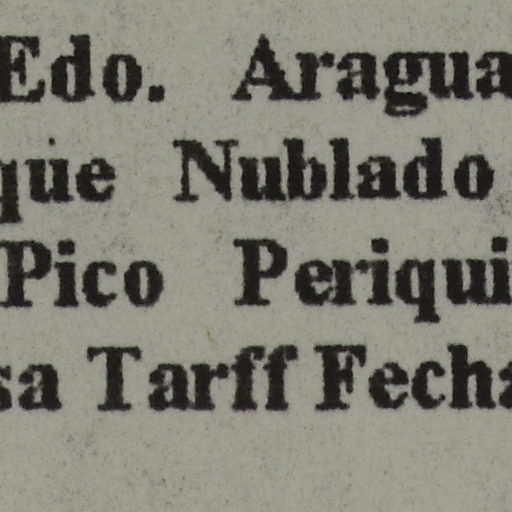 Edo. Aragua
que Nublado
Pico Periqui
sa Tarff Fecha